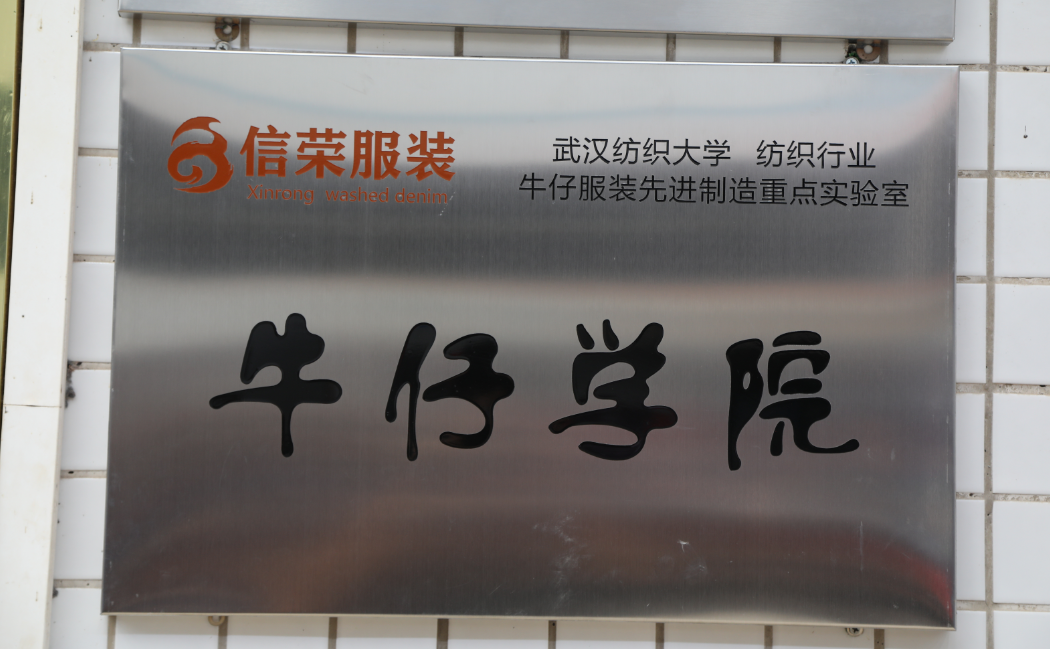 信荣服装
Xinrong washed denim
武汉纺织大学 纺织行业
牛仔服装先进制造重点实验室
牛仔学院